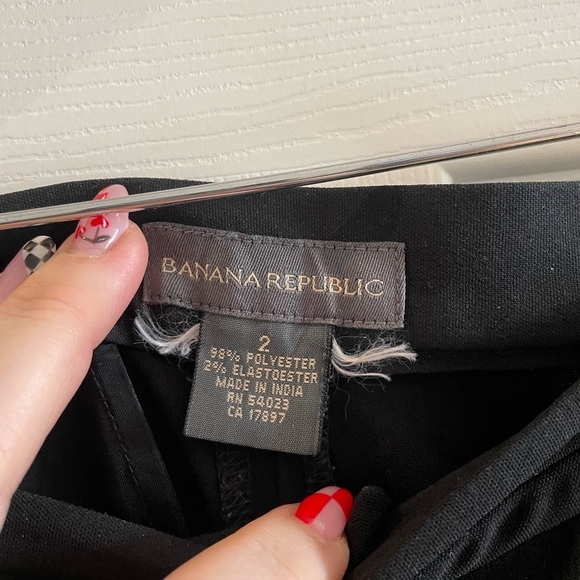 BANANA REPUBLIC
2
98% POLYESTER
2% ELASTOESTER
MADE IN INDIA
RN 54023
CA 17897